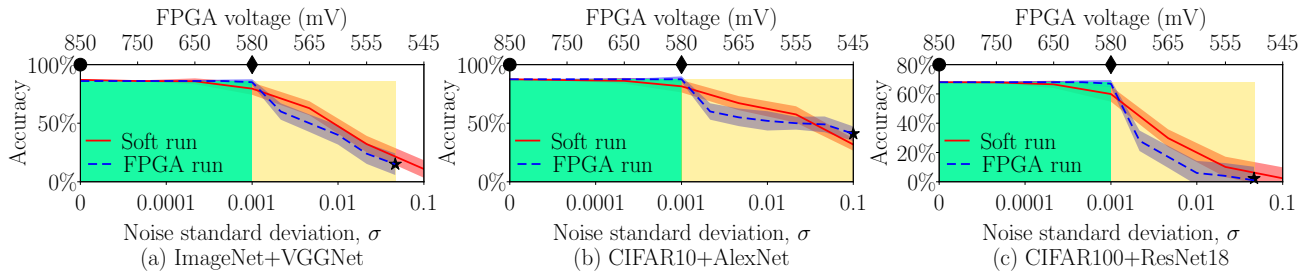 FPGA voltage (mV)
850 750 650 580 565 555 545
100%
50%
0%
Accuracy
Soft run
FPGA run
0 0.0001 0.001 0.01 0.1
Noise standard deviation, σ
(a) ImageNet+VGGNet
FPGA voltage (mV)
850 750 650 580 565 555 545
100%
50%
0%
Accuracy
Soft run
FPGA run
0 0.0001 0.001 0.01 0.1
Noise standard deviation, σ
(b) CIFAR10+AlexNet
FPGA voltage (mV)
850 750 650 580 565 555 545
80%
60%
40%
20%
0%
Accuracy
Soft run
FPGA run
0 0.0001 0.001 0.01 0.1
Noise standard deviation, σ
(c) CIFAR100+ResNet18